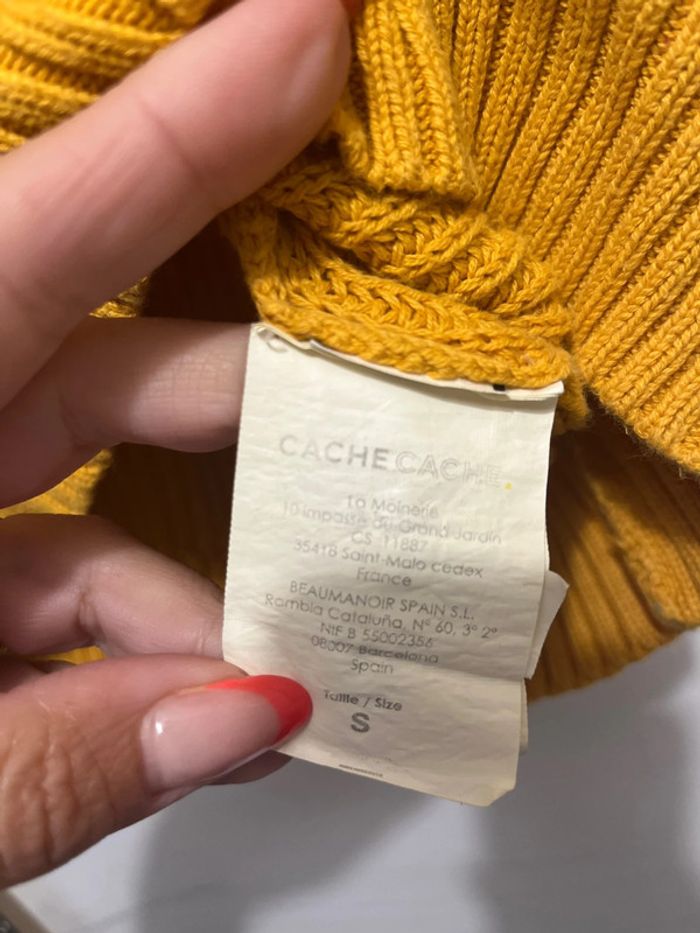 CACHE CACHE.
La Moinerie
10 impasse du Grand Jardin
CS 11887
35418 Saint-Malo cedex
France
BEAUMANOIR SPAIN S.L.
Rambla Cataluña, Nº 60, 3º 2º
NIF B 55002356
08007 Barcelona
Spain
Taille / Size
S